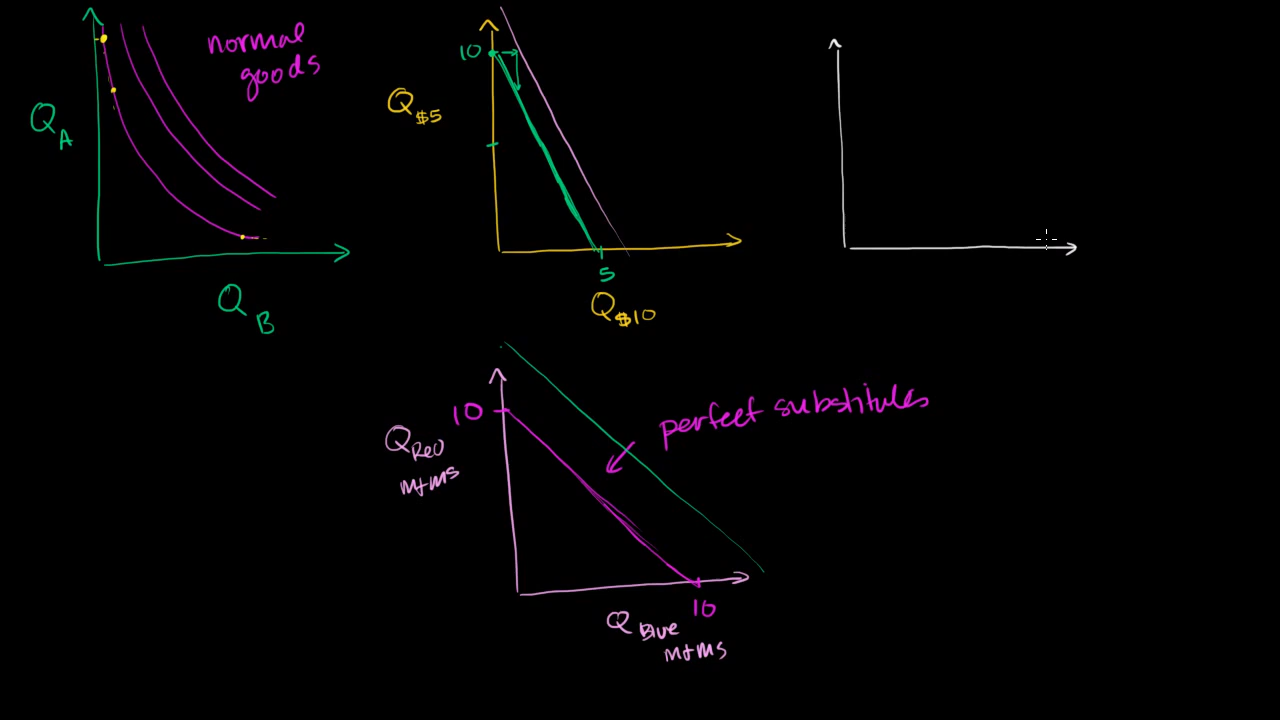 normal
goods
Q A
Q B
10
Q $5
5
Q $10
perfect substitutes
10
Q Red
m+ms
10
Q Blue
m+ms